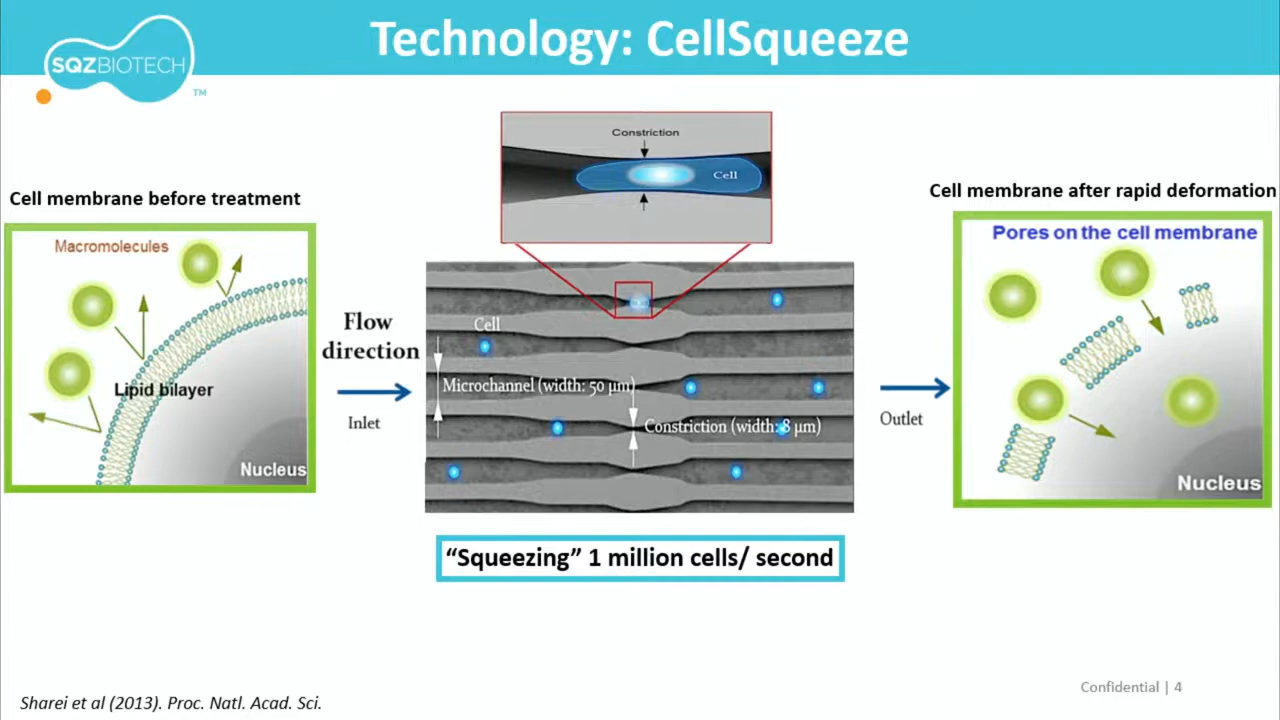 Technology: CellSqueeze
SQZBIOTECH
TM
Constriction
Cell
Cell membrane before treatment
Cell membrane after rapid deformation
Macromolecules
Lipid bilayer
Nucleus
Flow
direction
Inlet
Cell
Microchannel (width: 50 μm)
Constriction (width: 8 μm)
Outlet
Pores on the cell membrane
Nucleus
“Squeezing” 1 million cells/ second
Confidential | 4
Sharei et al (2013). Proc. Natl. Acad. Sci.